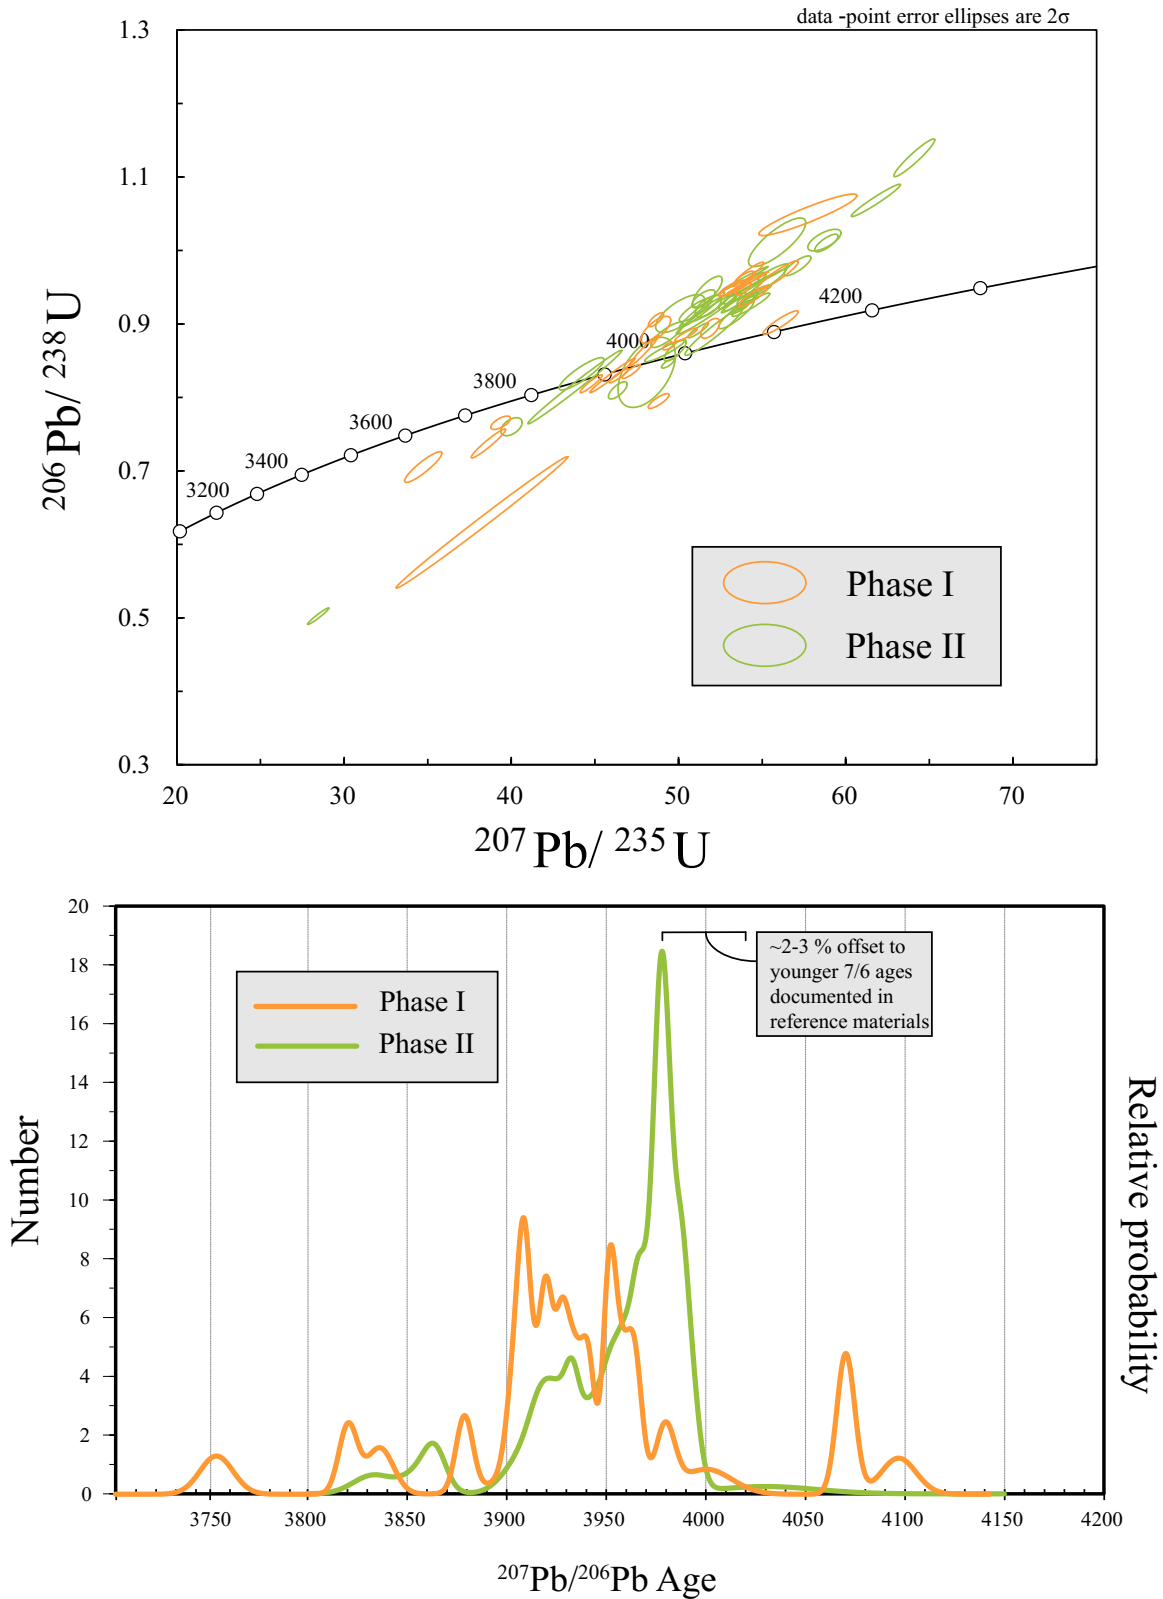 data -point error ellipses are 2σ
1.3
1.1
0.9
0.7
0.5
0.3
206Pb/ 238U
3200
3400
3600
3800
4000
4200
Phase I
Phase II
20 30 40 50 60 70
207Pb/ 235U
20
18
16
14
12
10
8
6
4
2
0
Number
Phase I
Phase II
~2-3 % offset to
younger 7/6 ages
documented in
reference materials
Relative probability
3750 3800 3850 3900 3950 4000 4050 4100 4150 4200
207Pb/206Pb Age